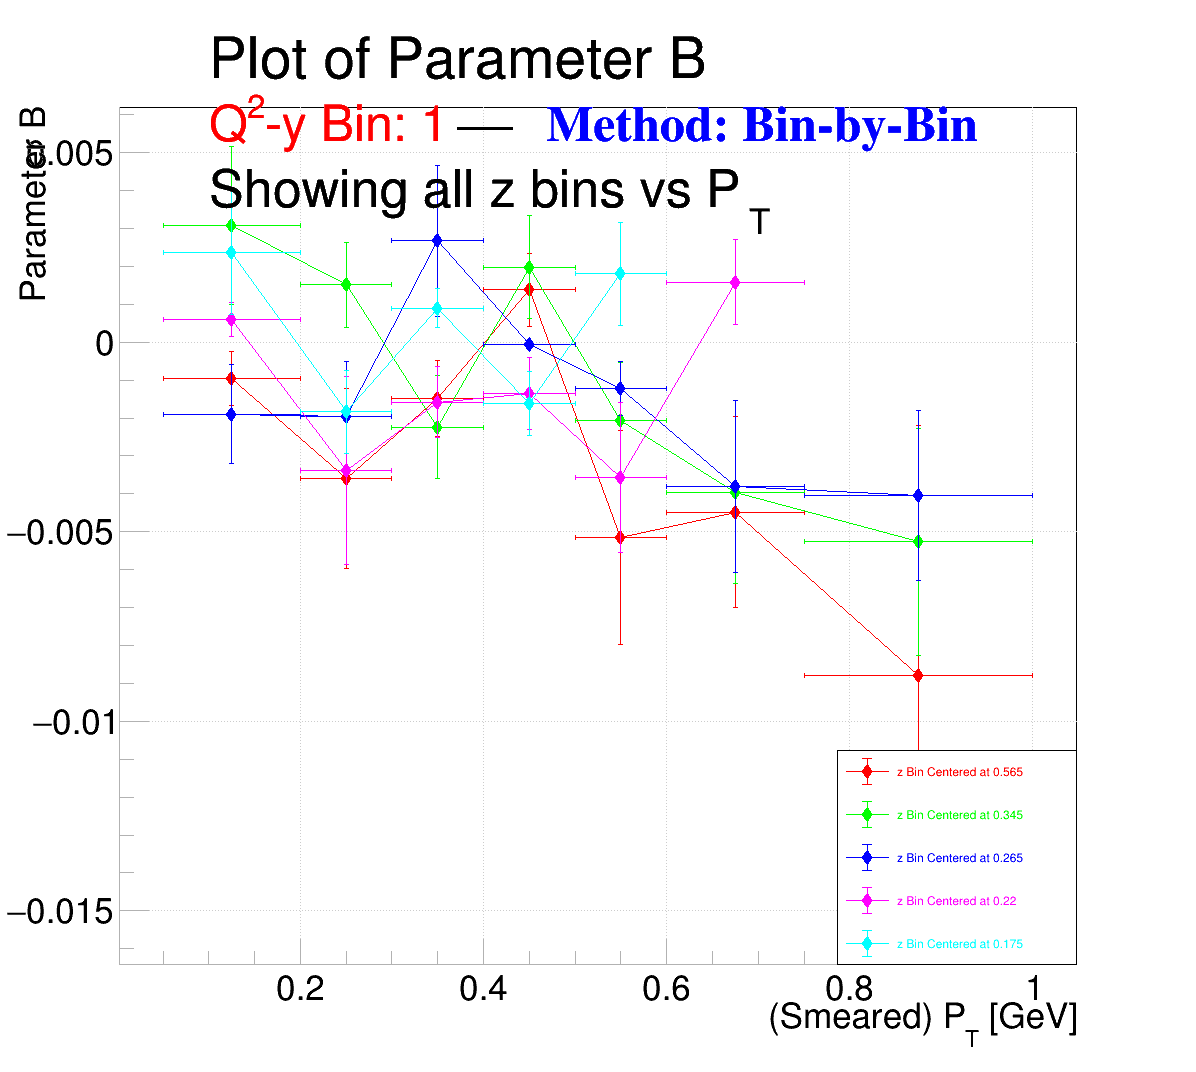 Plot of Parameter B
Q²-y Bin: 1 — Method: Bin-by-Bin
Showing all z bins vs P_T
Parameter B
0.005
0
−0.005
−0.01
−0.015
z Bin Centered at 0.565
z Bin Centered at 0.345
z Bin Centered at 0.265
z Bin Centered at 0.22
z Bin Centered at 0.175
0.2 0.4 0.6 0.8 1
(Smeared) P_T [GeV]